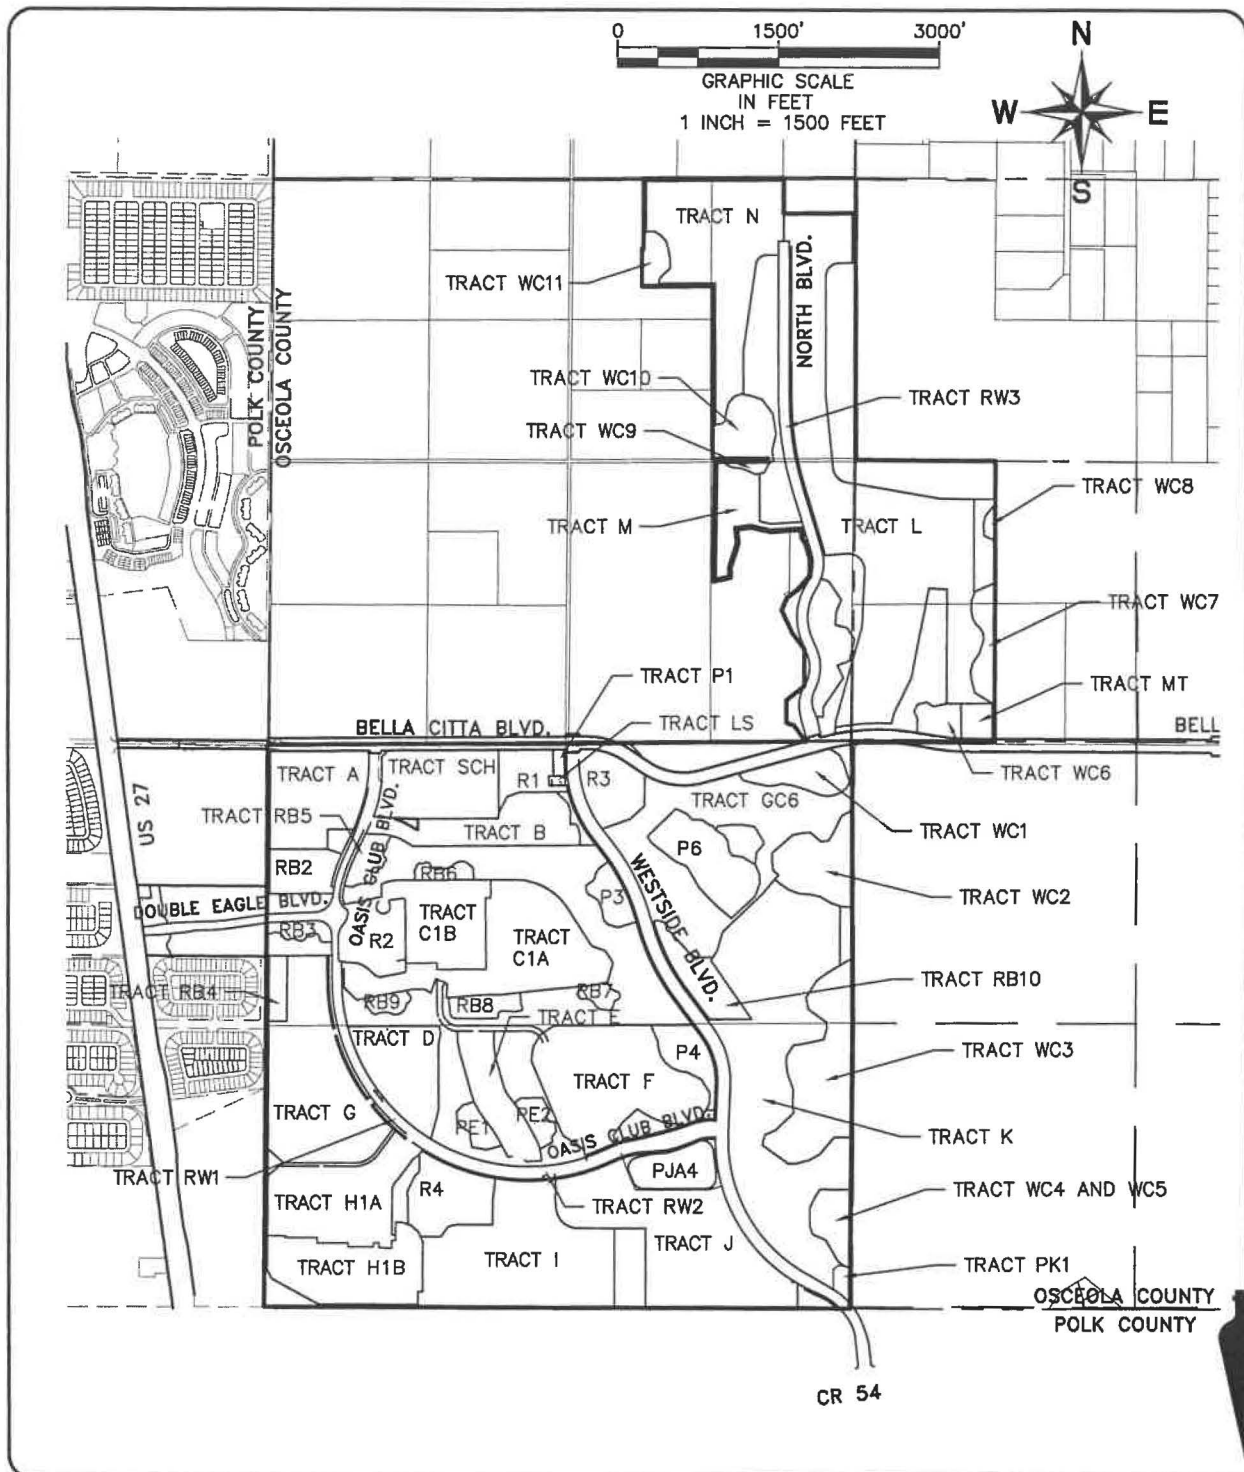 0 1500' 3000'
GRAPHIC SCALE
IN FEET
1 INCH = 1500 FEET
N
W E
S
TRACT N
TRACT WC11
NORTH BLVD.
POLK COUNTY
OSCEOLA COUNTY
TRACT WC10
TRACT RW3
TRACT WC9
TRACT WC8
TRACT M
TRACT L
TRACT WC7
TRACT P1
TRACT MT
TRACT LS
BELLA CITTA BLVD.
BELL
TRACT A
TRACT SCH
R1
R3
TRACT WC6
TRACT GC6
US 27
TRACT RB5
OASIS CLUB BLVD.
TRACT B
TRACT WC1
P6
RB2
RB6
WESTSIDE BLVD.
TRACT WC2
DOUBLE EAGLE BLVD.
P3
TRACT
C1B
RB3
R2
TRACT
C1A
TRACT RB10
TRACT RB4
RB9
RB8
RB7
TRACT E
TRACT D
P4
TRACT WC3
TRACT F
TRACT G
PE1
PE2
OASIS CLUB BLVD.
TRACT K
TRACT RW1
PJA4
R4
TRACT WC4 AND WC5
TRACT H1A
TRACT RW2
TRACT J
TRACT H1B
TRACT I
TRACT PK1
OSCEOLA COUNTY
POLK COUNTY
CR 54